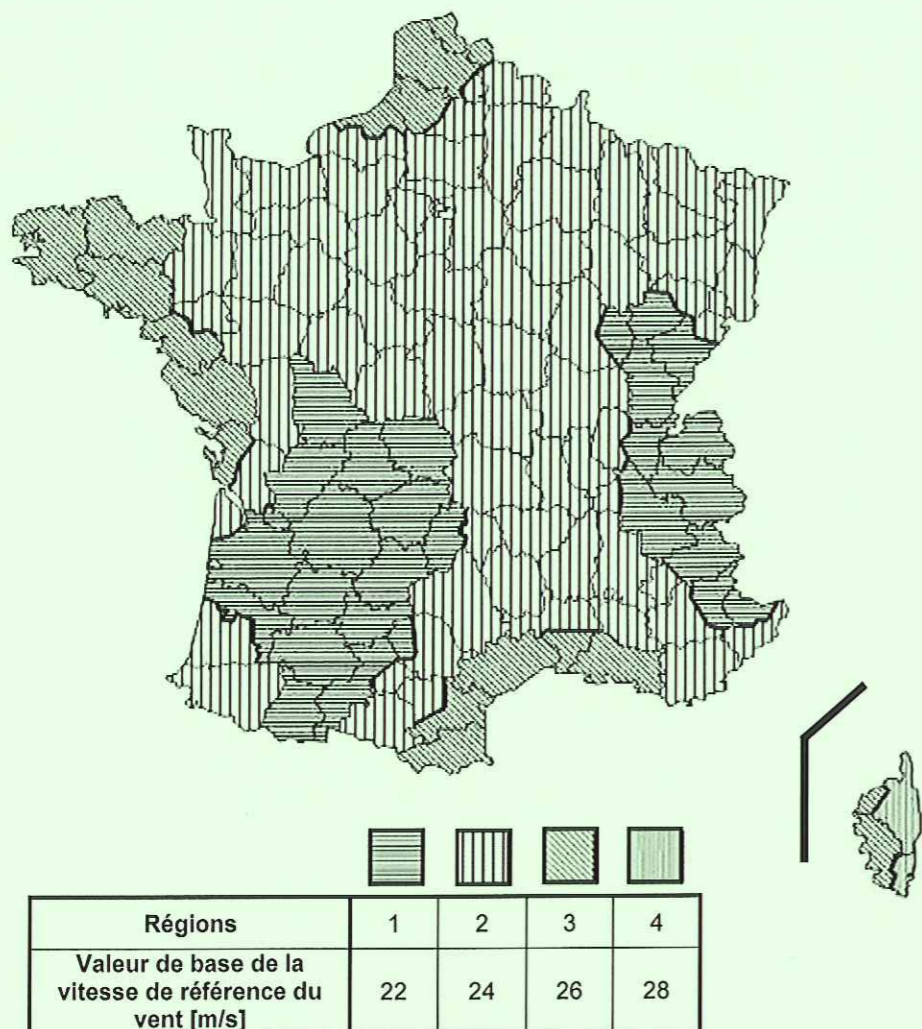 Régions 1 2 3 4
Valeur de base de la
vitesse de référence du 22 24 26 28
vent [m/s]